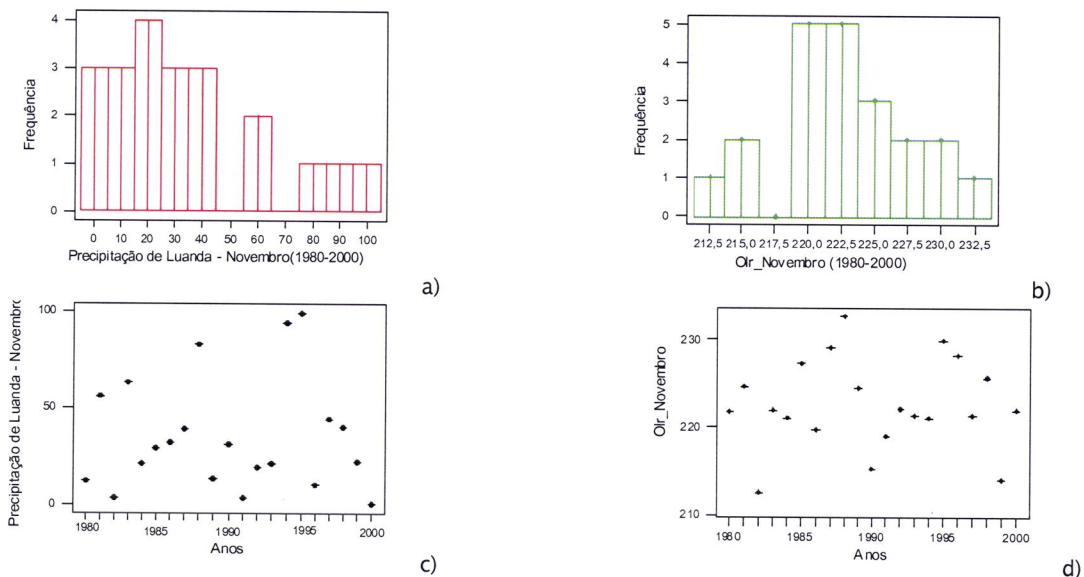 Frequência
4
3
2
1
0
0 10 20 30 40 50 60 70 80 90 100
Precipitação de Luanda - Novembro(1980-2000)
a)
Frequência
5
4
3
2
1
0
212,5 215,0 217,5 220,0 222,5 225,0 227,5 230,0 232,5
Olr_Novembro (1980-2000)
b)
Precipitação de Luanda - Novembro
100
50
0
1980 1985 1990 1995 2000
Anos
c)
Olr_Novembro
230
220
210
1980 1985 1990 1995 2000
Anos
d)